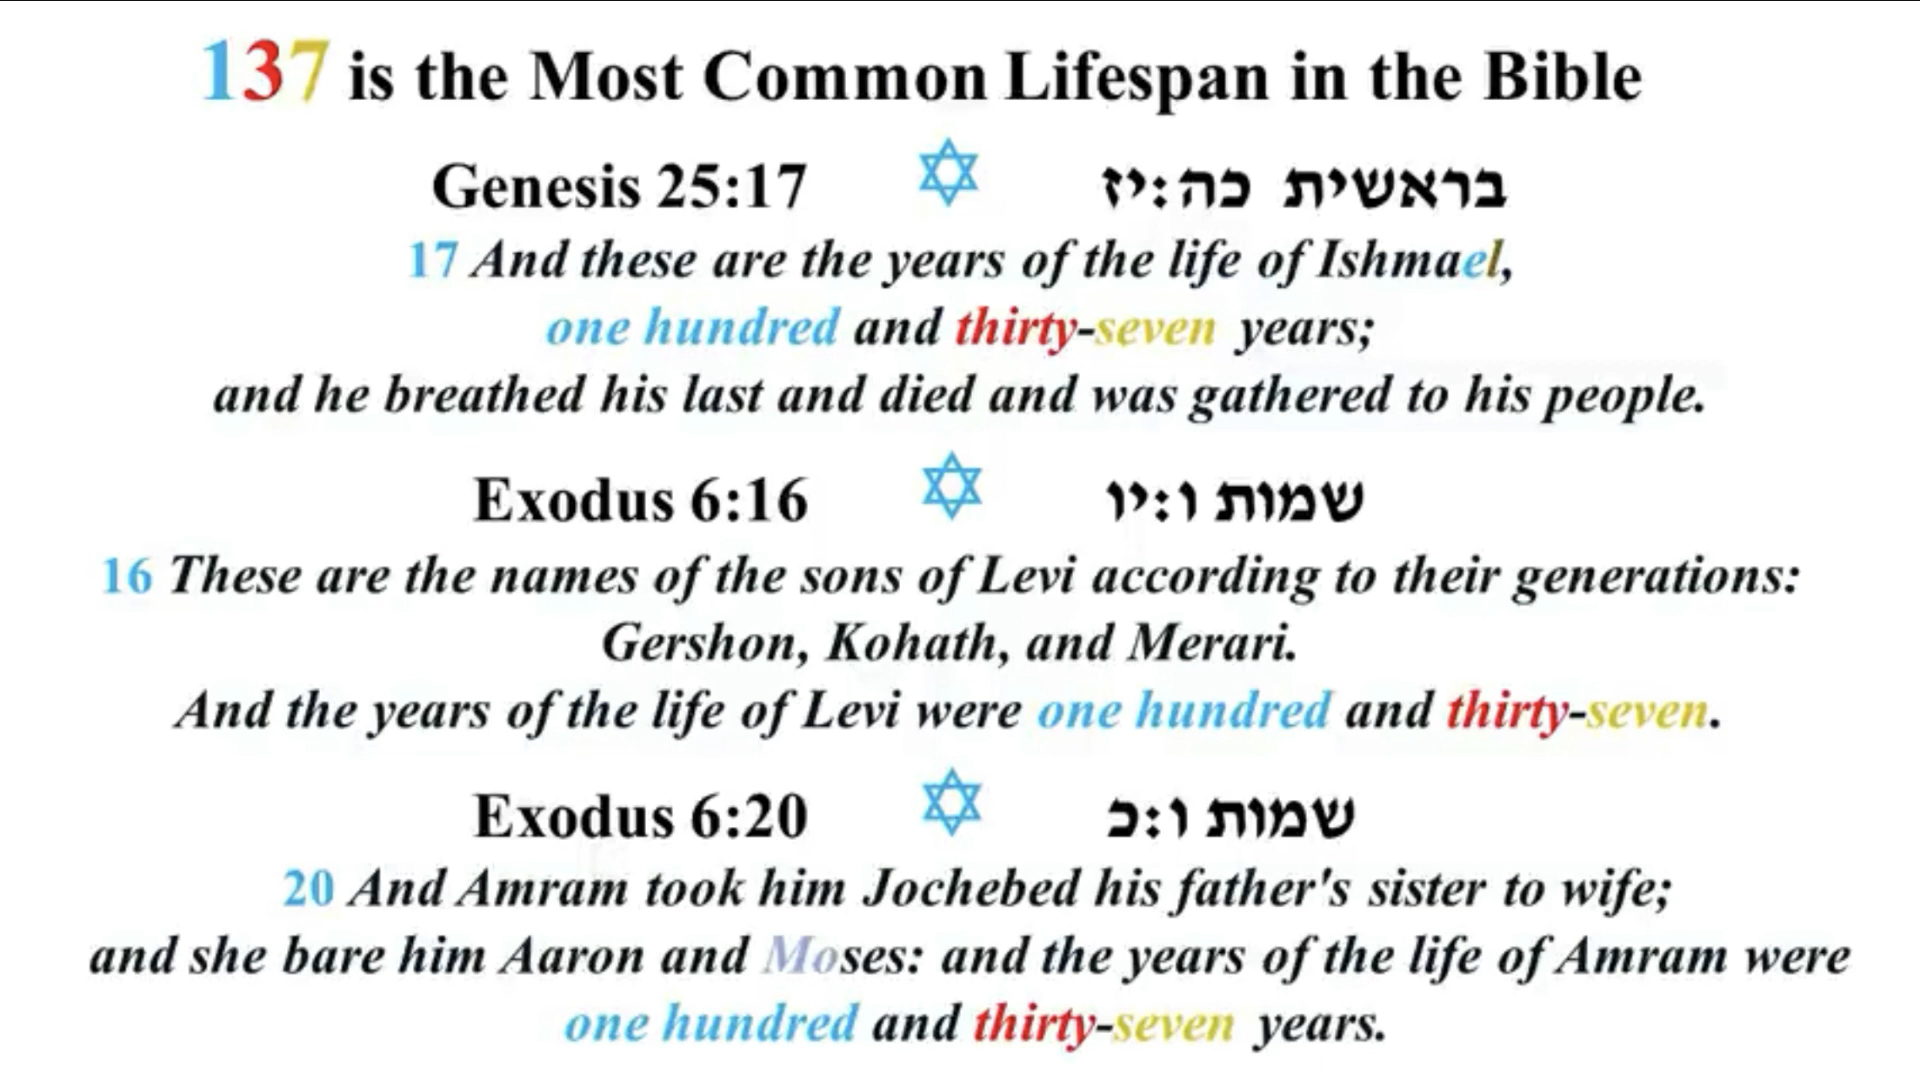 137 is the Most Common Lifespan in the Bible
Genesis 25:17 ✡ בראשית כה:יז
17 And these are the years of the life of Ishmael,
one hundred and thirty-seven years;
and he breathed his last and died and was gathered to his people.
Exodus 6:16 ✡ שמות ו:יו
16 These are the names of the sons of Levi according to their generations:
Gershon, Kohath, and Merari.
And the years of the life of Levi were one hundred and thirty-seven.
Exodus 6:20 ✡ שמות ו:כ
20 And Amram took him Jochebed his father's sister to wife;
and she bare him Aaron and Moses: and the years of the life of Amram were
one hundred and thirty-seven years.